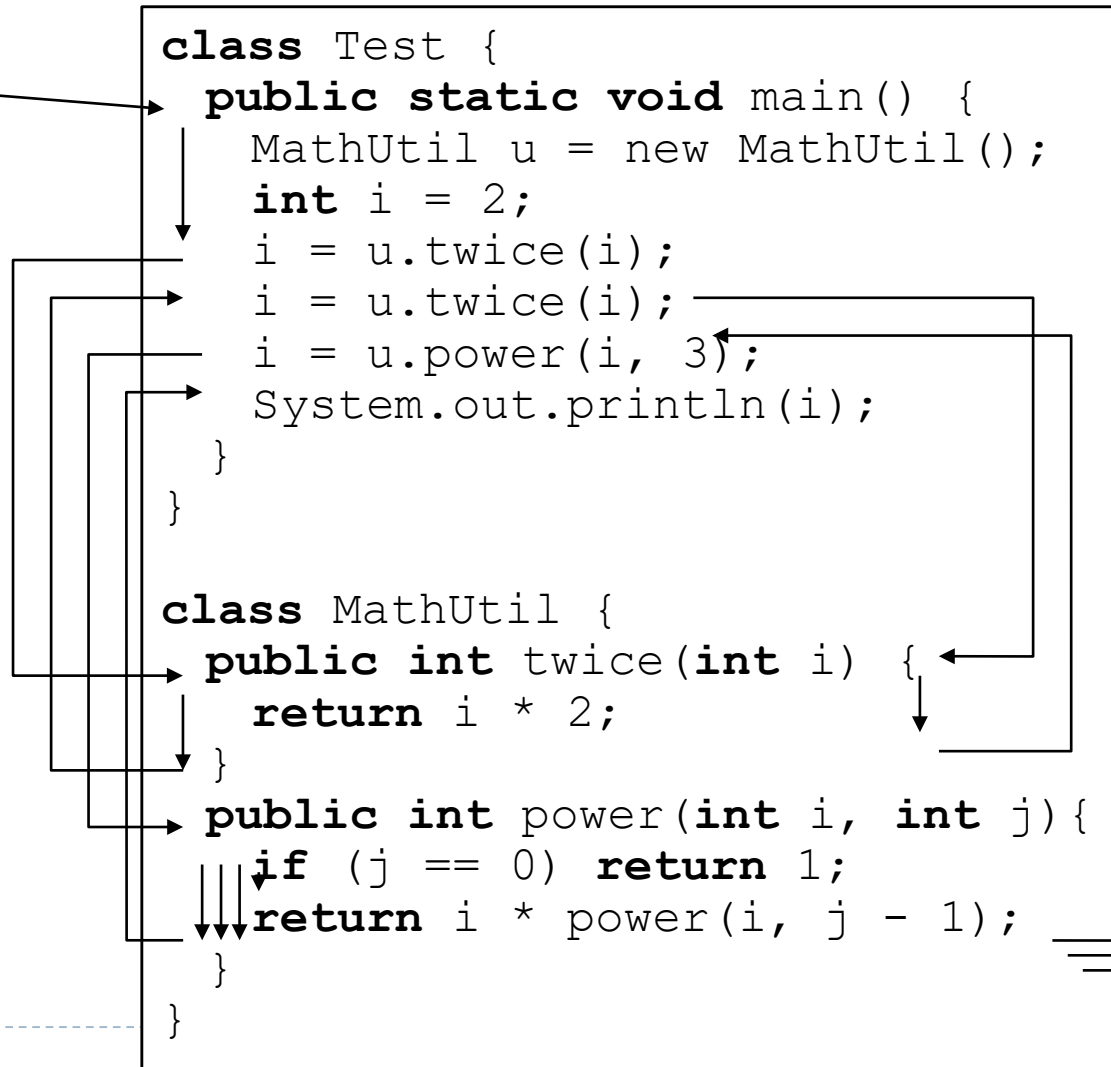 class Test {
public static void main() {
MathUtil u = new MathUtil();
int i = 2;
i = u.twice(i);
i = u.twice(i);
i = u.power(i, 3);
System.out.println(i);
}
}
class MathUtil {
public int twice(int i) {
return i * 2;
}
public int power(int i, int j){
if (j == 0) return 1;
return i * power(i, j - 1);
}
}